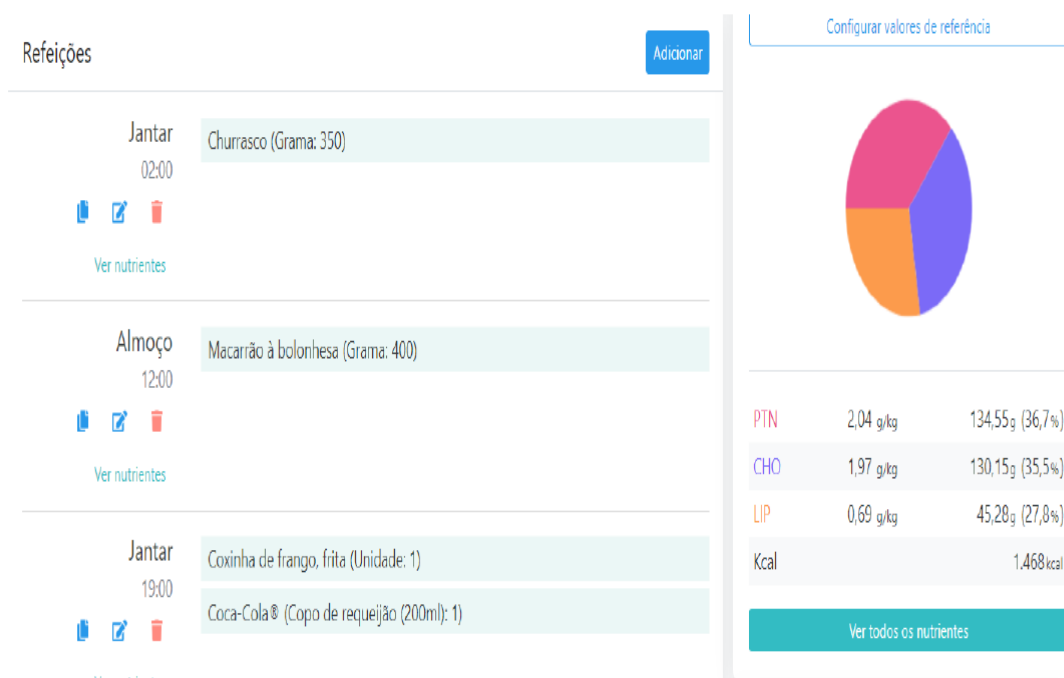 Refeições
Adicionar
Jantar
02:00
Churrasco (Grama: 350)
Ver nutrientes
Almoço
12:00
Macarrão à bolonhesa (Grama: 400)
Ver nutrientes
Jantar
19:00
Coxinha de frango, frita (Unidade: 1)
Coca-Cola® (Copo de requeijão (200ml): 1)
Configurar valores de referência
PTN 2,04 g/kg 134,55g (36,7%)
CHO 1,97 g/kg 130,15g (35,5%)
LIP 0,69 g/kg 45,28g (27,8%)
Kcal 1.468 kcal
Ver todos os nutrientes